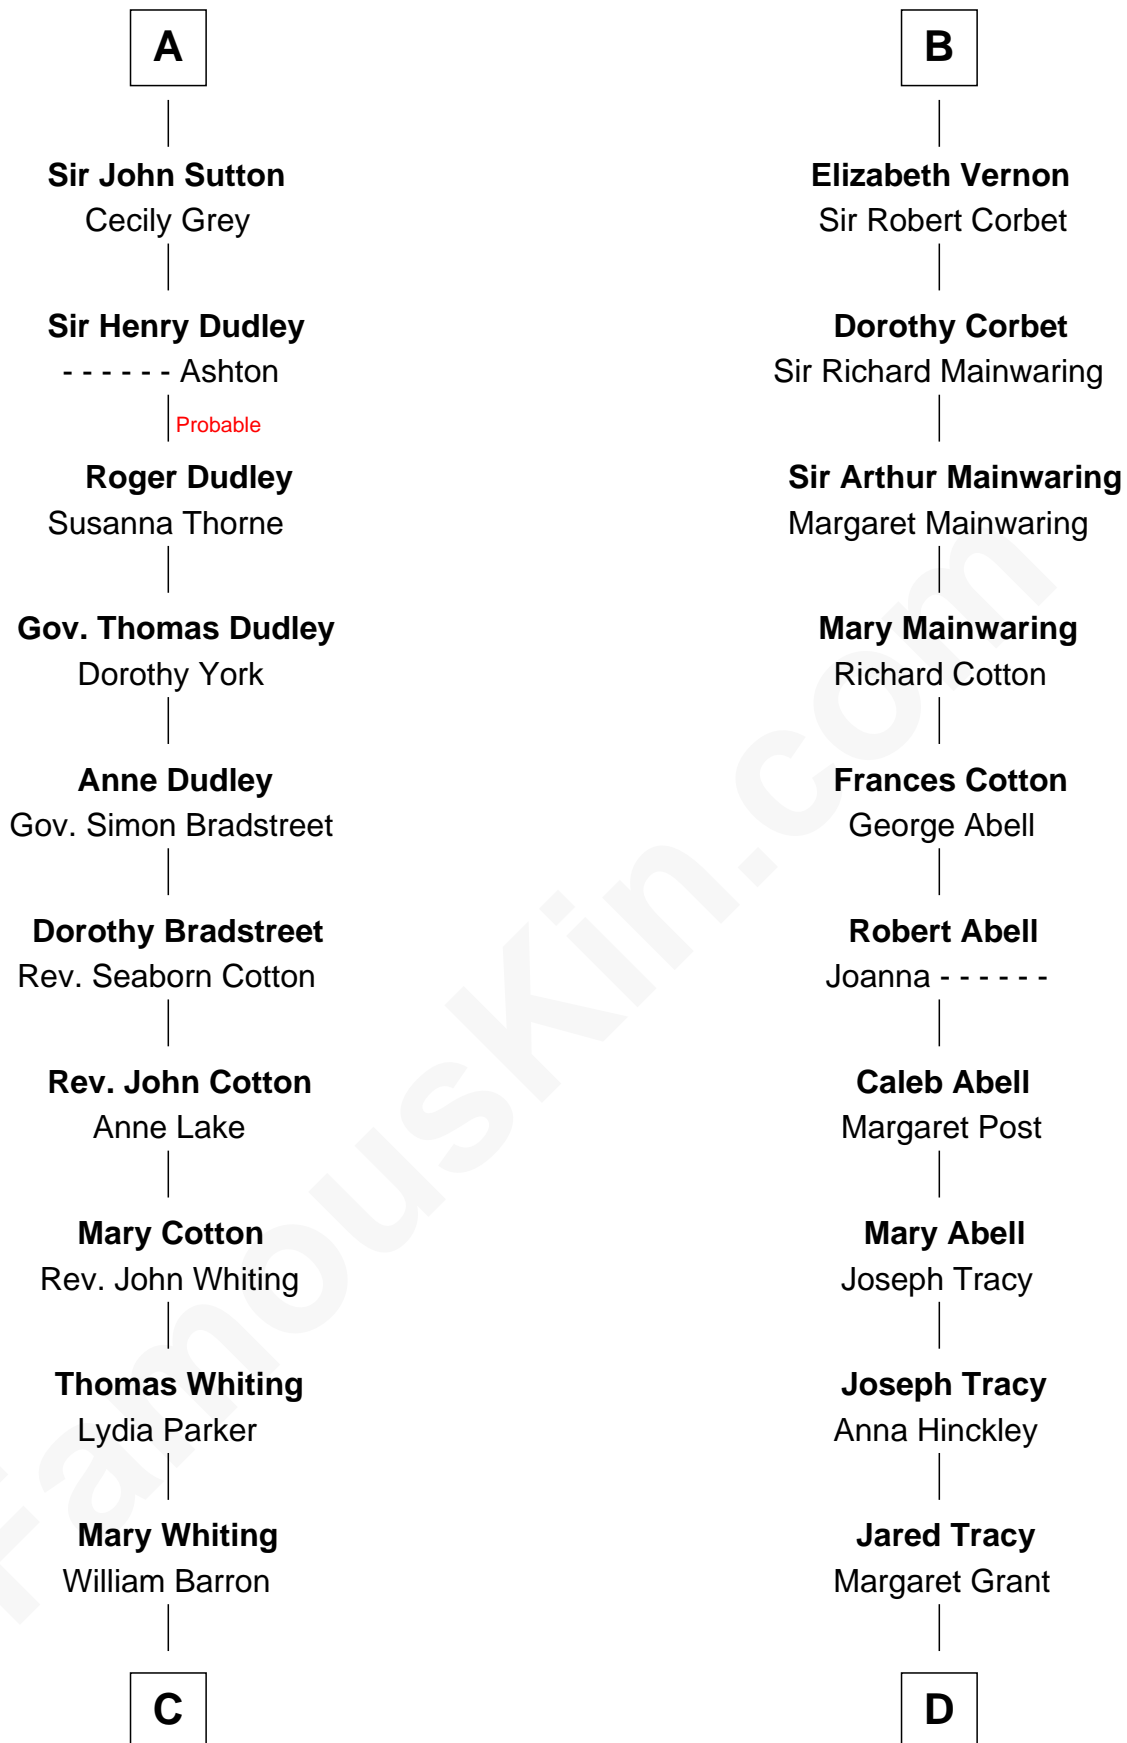 A
Sir John Sutton
Cecily Grey
Sir Henry Dudley
- - - - - - Ashton
Probable
Roger Dudley
Susanna Thorne
Gov. Thomas Dudley
Dorothy York
Anne Dudley
Gov. Simon Bradstreet
Dorothy Bradstreet
Rev. Seaborn Cotton
Rev. John Cotton
Anne Lake
Mary Cotton
Rev. John Whiting
Thomas Whiting
Lydia Parker
Mary Whiting
William Barron
C
B
Elizabeth Vernon
Sir Robert Corbet
Dorothy Corbet
Sir Richard Mainwaring
Sir Arthur Mainwaring
Margaret Mainwaring
Mary Mainwaring
Richard Cotton
Frances Cotton
George Abell
Robert Abell
Joanna - - - - - -
Caleb Abell
Margaret Post
Mary Abell
Joseph Tracy
Joseph Tracy
Anna Hinckley
Jared Tracy
Margaret Grant
D
FamousKin.com